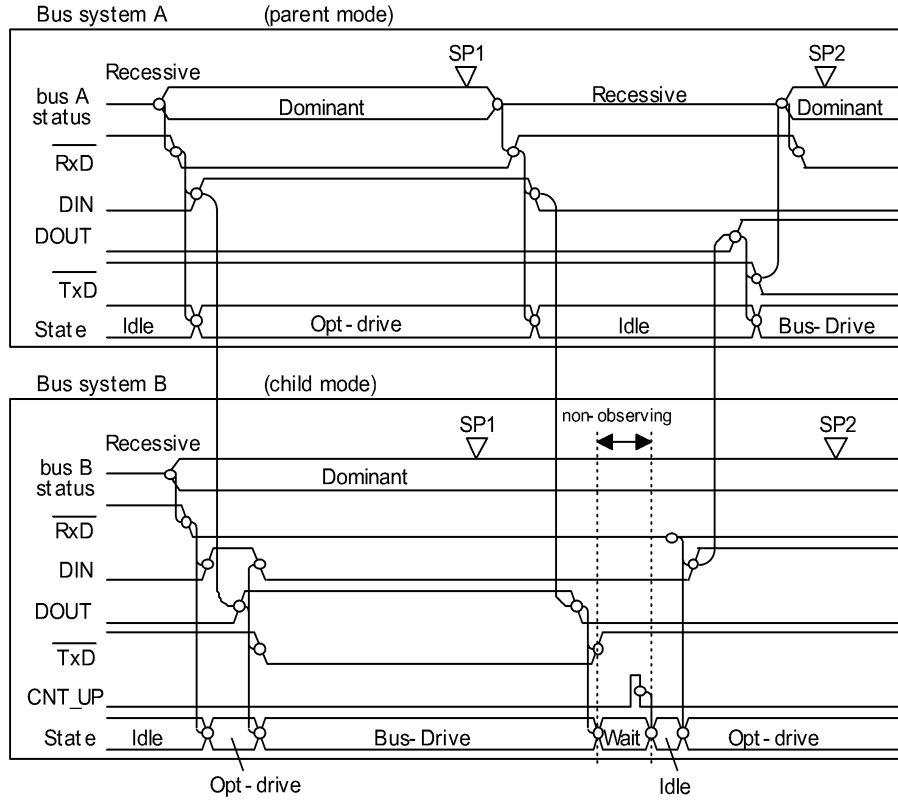 Bus system A (parent mode)
SP1 SP2
Recessive
bus A status
Dominant Recessive Dominant
RxD
DIN
DOUT
TxD
State Idle Opt-drive Idle Bus-Drive
Bus system B (child mode)
non-observing
SP1 SP2
Recessive
bus B status
Dominant
RxD
DIN
DOUT
TxD
CNT_UP
State Idle Bus-Drive Wait Opt-drive
Opt-drive Idle